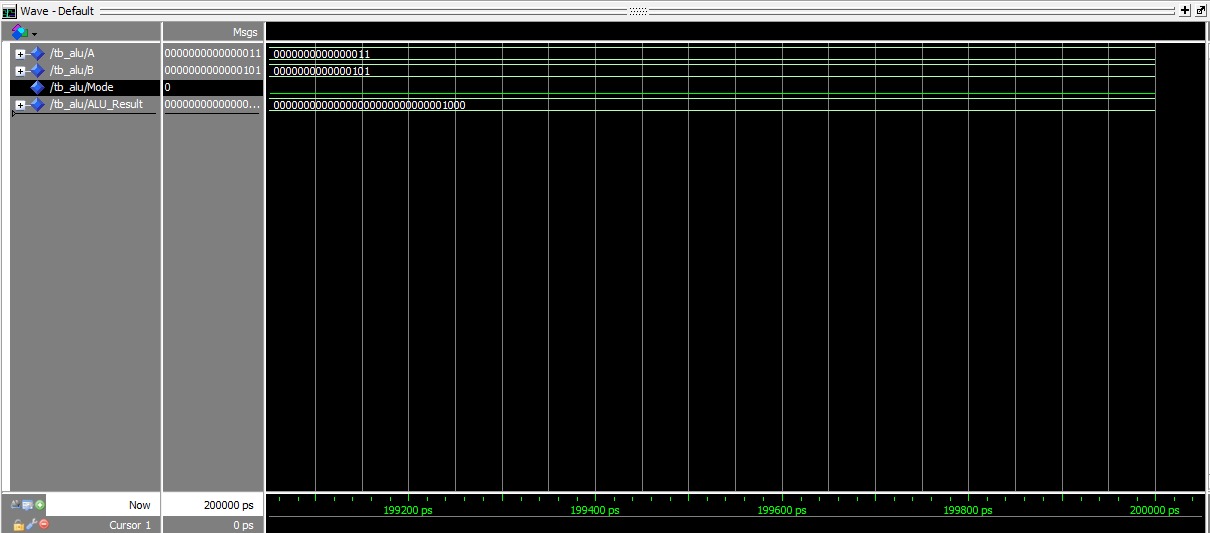 Wave - Default
Msgs
/tb_alu/A 0000000000000011 0000000000000011
/tb_alu/B 0000000000000101 0000000000000101
/tb_alu/Mode 0
/tb_alu/ALU_Result 00000000000000... 00000000000000000000000000001000
Now 200000 ps 199200 ps 199400 ps 199600 ps 199800 ps 200000 ps
Cursor 1 0 ps